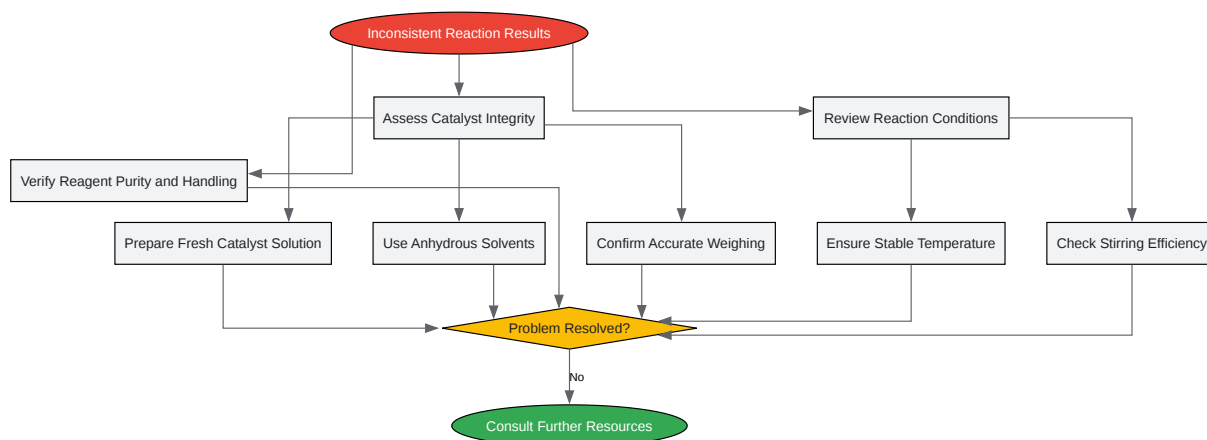 Inconsistent Reaction Results
Assess Catalyst Integrity
Review Reaction Conditions
Verify Reagent Purity and Handling
Prepare Fresh Catalyst Solution
Use Anhydrous Solvents
Confirm Accurate Weighing
Ensure Stable Temperature
Check Stirring Efficiency
Problem Resolved?
No
Consult Further Resources